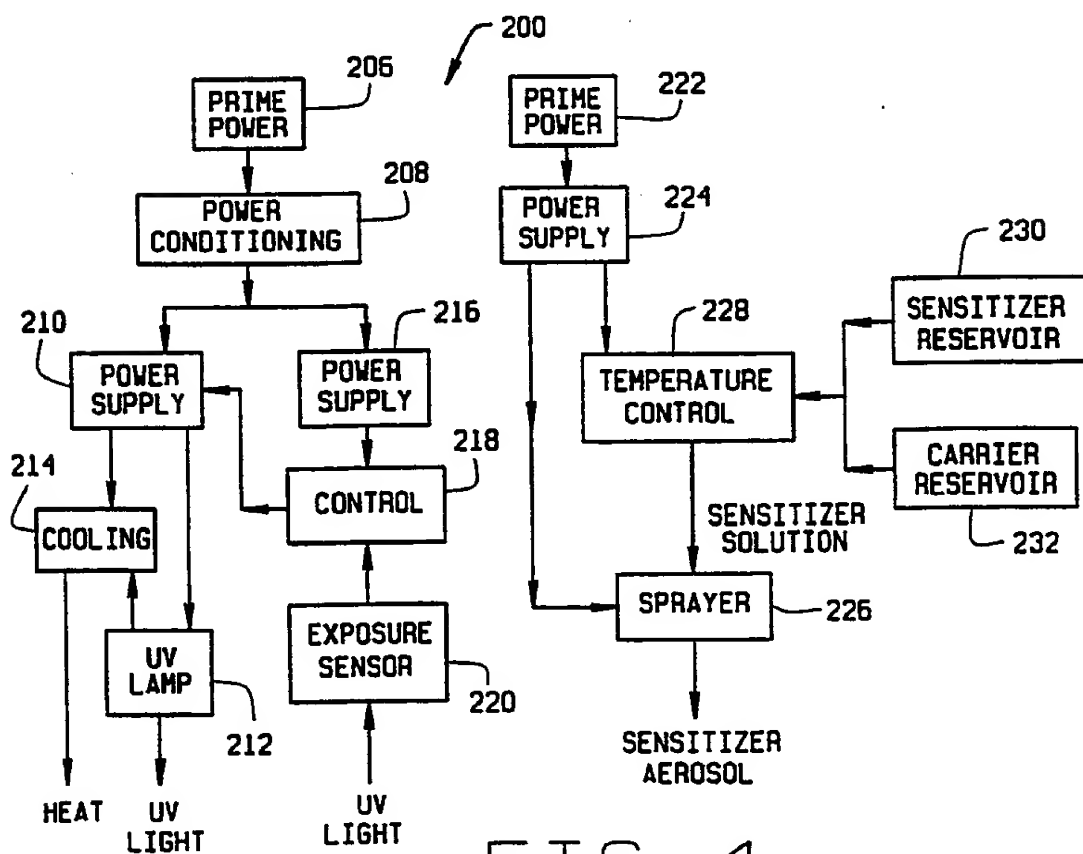 200
206
PRIME
POWER
222
PRIME
POWER
208
POWER
CONDITIONING
224
POWER
SUPPLY
230
SENSITIZER
RESERVOIR
210
POWER
SUPPLY
216
POWER
SUPPLY
228
TEMPERATURE
CONTROL
218
CONTROL
CARRIER
RESERVOIR
232
214
COOLING
SENSITIZER
SOLUTION
SPRAYER
226
EXPOSURE
SENSOR
220
UV
LAMP
212
HEAT
UV
LIGHT
UV
LIGHT
SENSITIZER
AEROSOL